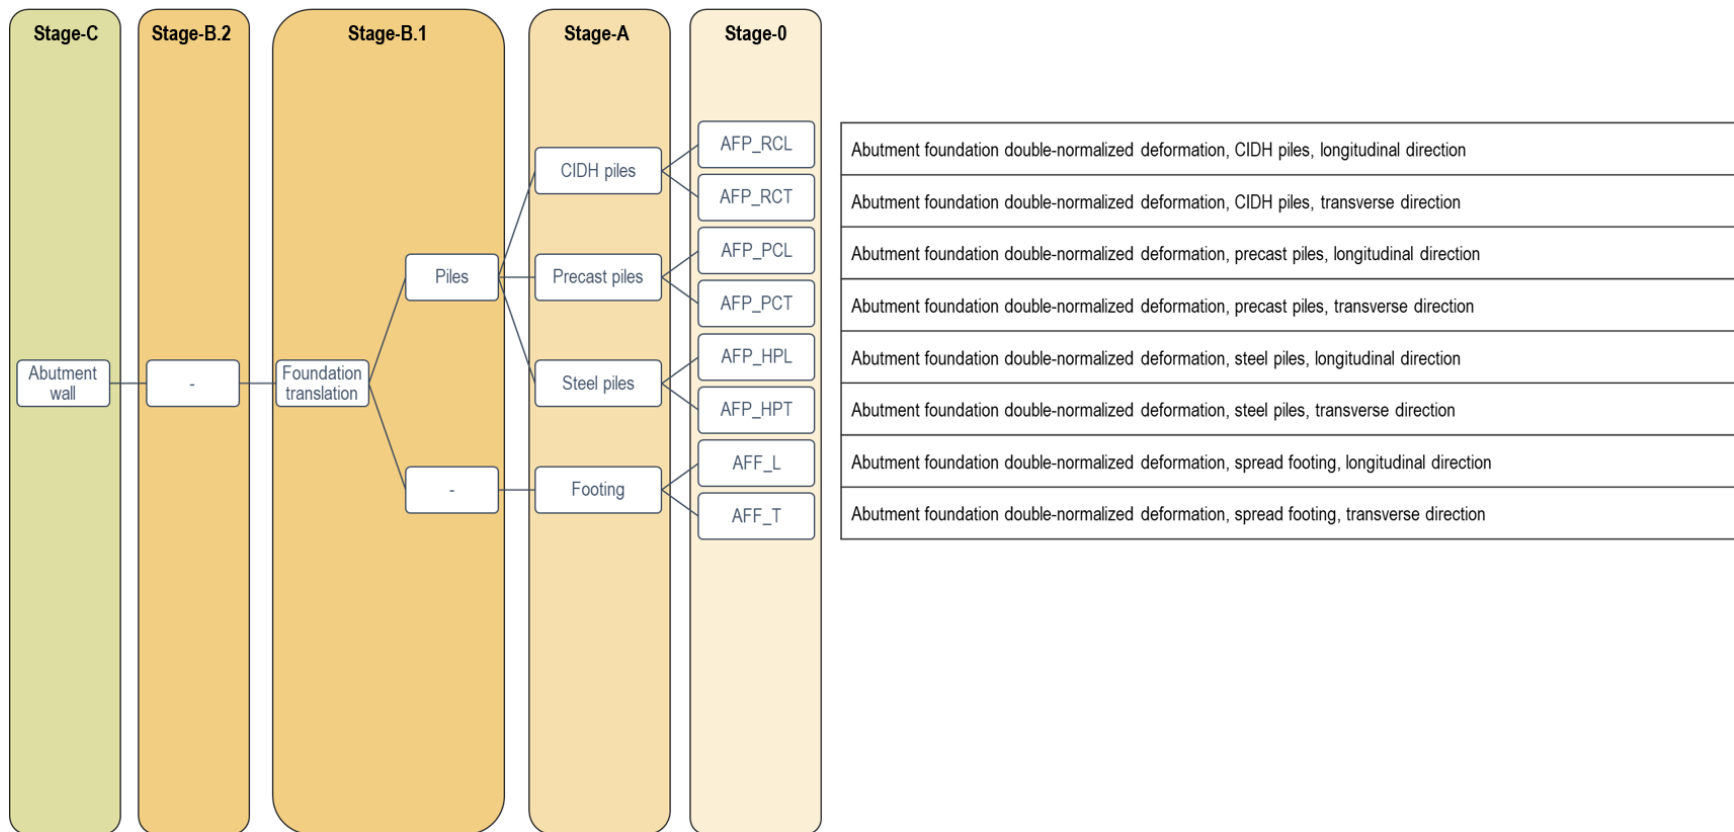 Stage-C
Stage-B.2
Stage-B.1
Stage-A
Stage-0
AFP_RCL
Abutment foundation double-normalized deformation, CIDH piles, longitudinal direction
CIDH piles
AFP_RCT
Abutment foundation double-normalized deformation, CIDH piles, transverse direction
AFP_PCL
Abutment foundation double-normalized deformation, precast piles, longitudinal direction
Piles
Precast piles
AFP_PCT
Abutment foundation double-normalized deformation, precast piles, transverse direction
AFP_HPL
Abutment foundation double-normalized deformation, steel piles, longitudinal direction
Abutment
wall
-
Foundation
translation
Steel piles
AFP_HPT
Abutment foundation double-normalized deformation, steel piles, transverse direction
AFF_L
Abutment foundation double-normalized deformation, spread footing, longitudinal direction
-
Footing
AFF_T
Abutment foundation double-normalized deformation, spread footing, transverse direction